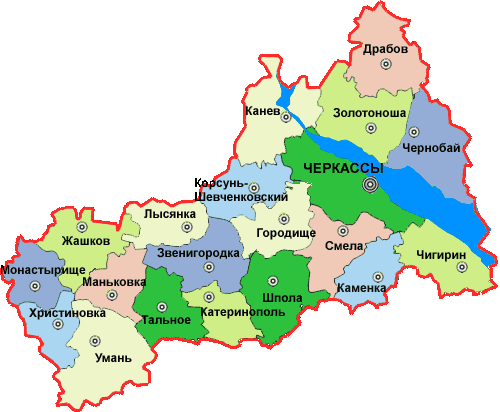 Драбов
Канев
Золотоноша
Чернобай
ЧЕРКАССЫ
Корсунь-
Шевченковский
Лысянка
Городище
Жашков
Смела
Звенигородка
Чигирин
Монастырище
Маньковка
Каменка
Шпола
Христиновка
Тальное
Катеринополь
Умань